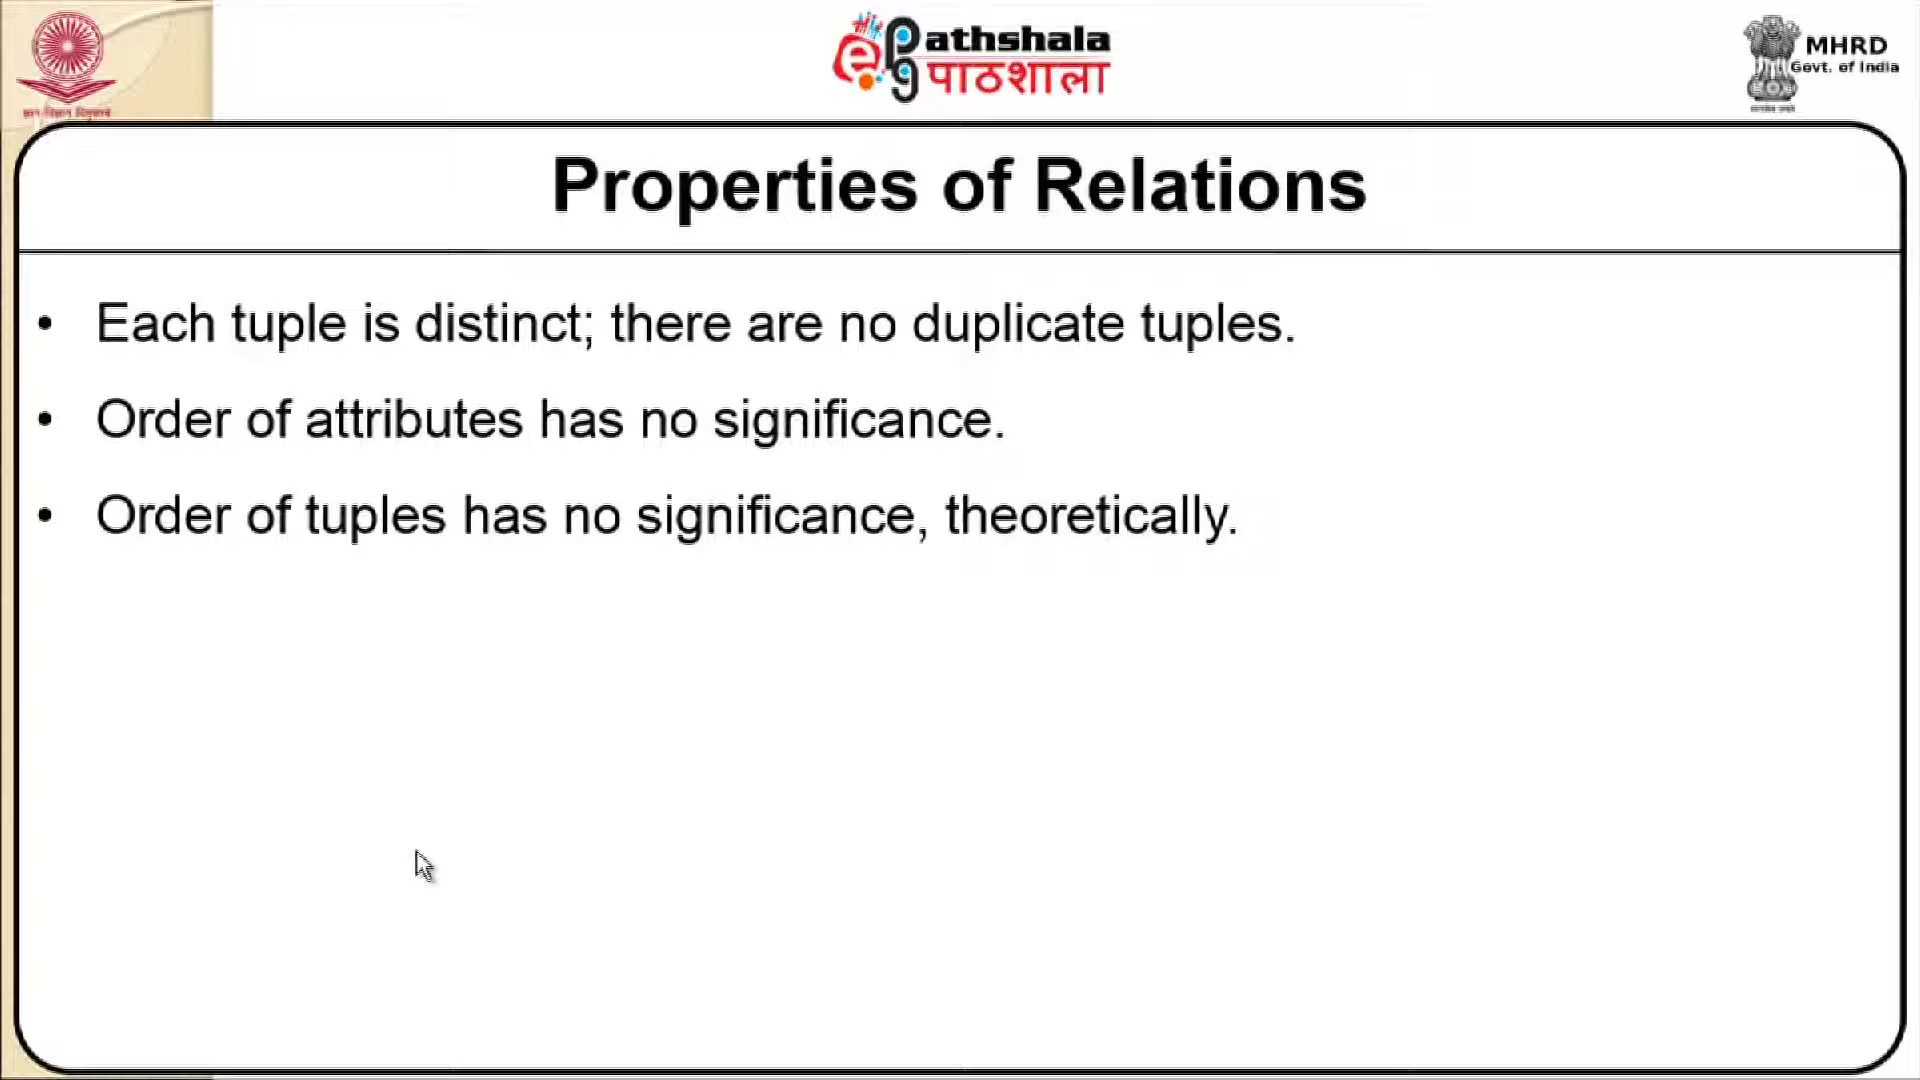 ePathshala
पाठशाला
MHRD
Govt. of India
Properties of Relations
• Each tuple is distinct; there are no duplicate tuples.
• Order of attributes has no significance.
• Order of tuples has no significance, theoretically.